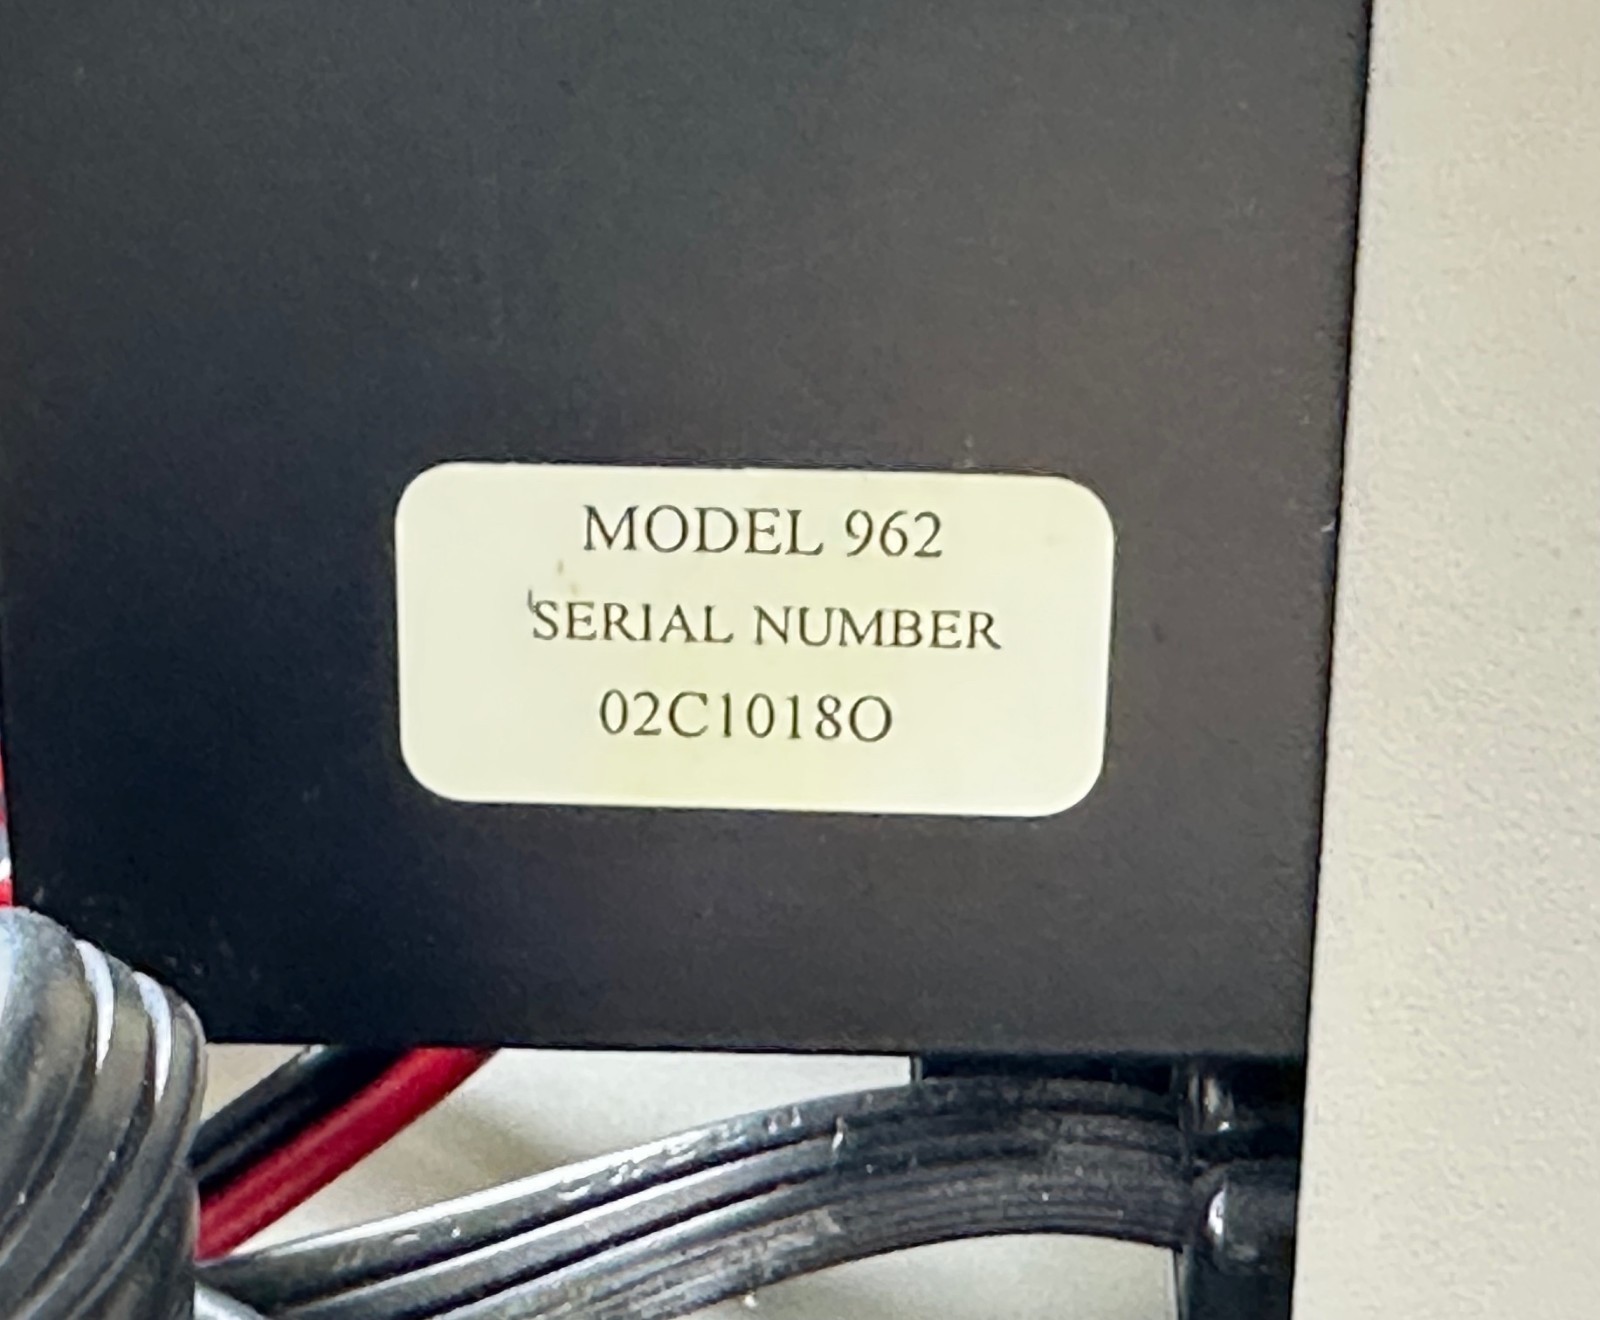 MODEL 962
SERIAL NUMBER
02C1018O